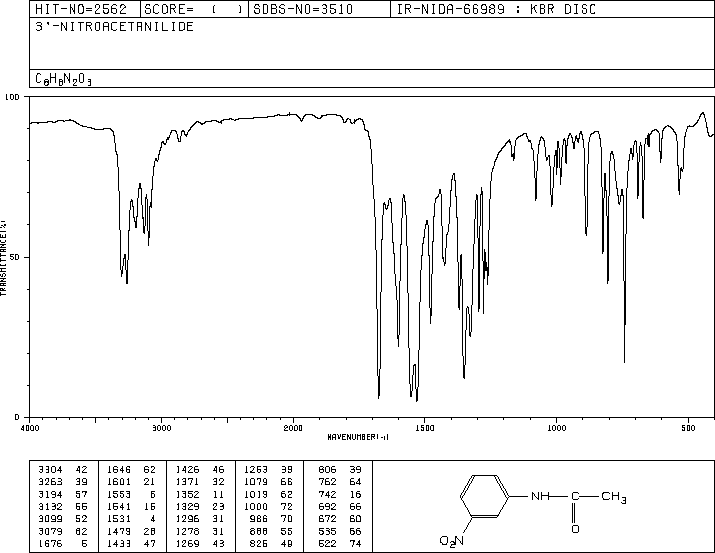 HIT-NO=2562 SCORE= ( ) SDBS-NO=3510 IR-NIDA-66989 : KBR DISC
3'-NITROACETANILIDE
C8H8N2O3
100
50
0
TRANSMITTANCE(%)
4000 3000 2000 1500 1000 500
WAVENUMBER(-1)
3304 42 1646 62 1426 46 1263 39 806 39
3263 39 1601 21 1371 32 1079 66 762 64
3194 57 1553 6 1352 11 1019 62 742 16
3132 55 1541 16 1329 23 1000 72 692 66
3099 52 1531 4 1296 31 986 70 672 60
3079 62 1479 28 1278 31 888 55 535 66
1676 5 1433 47 1269 43 826 49 522 74
NH C CH3
O
O2N